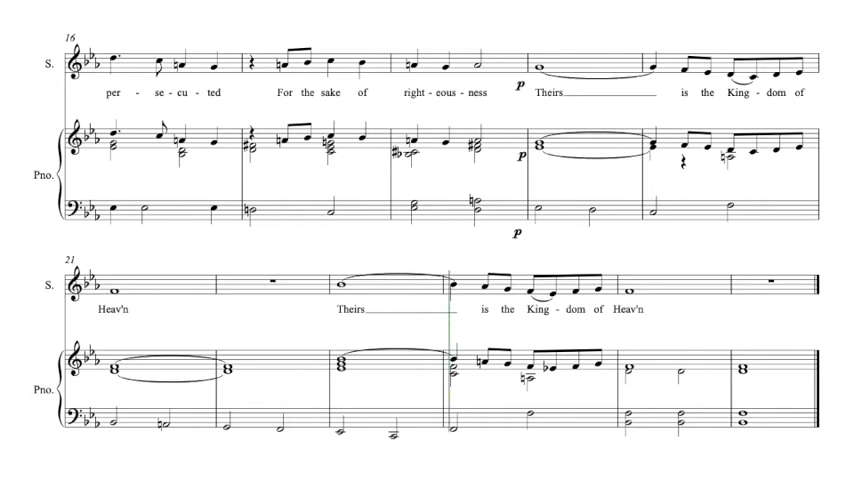 16
S.
per - se - cu - ted For the sake of right - eous - ness Theirs is the King - dom of
p
Pno.
p
p
21
S.
Heav'n Theirs is the King - dom of Heav'n
Pno.